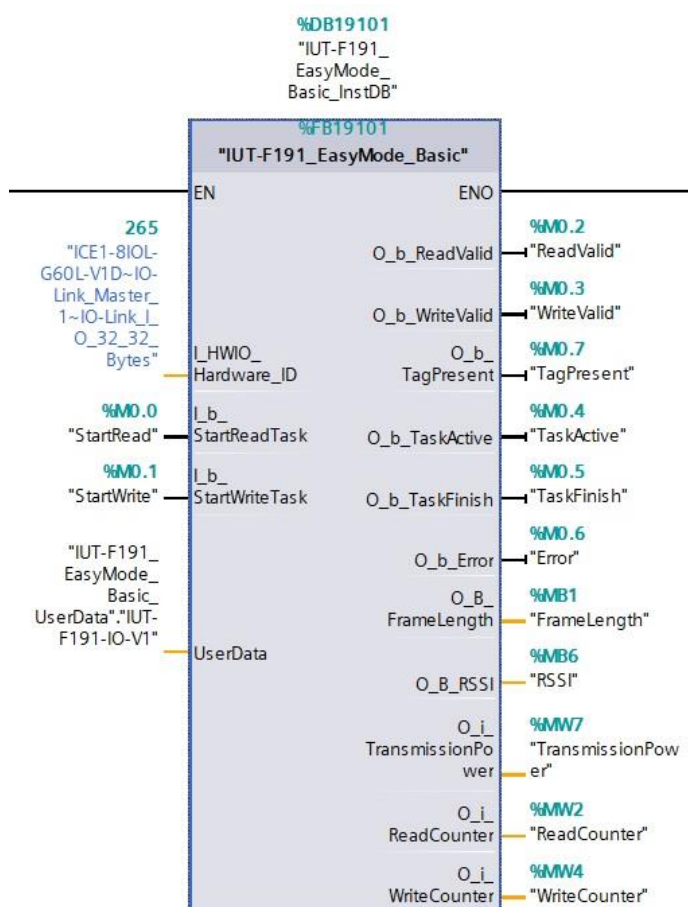 %DB19101
"IUT-F191_
EasyMode_
Basic_InstDB"
%FB19101
"IUT-F191_EasyMode_Basic"
EN
ENO
265
"ICE1-8IOL-
G60L-V1D~IO-
Link_Master_
1~IO-Link_I_
O_32_32_
Bytes"
I_HWIO_
Hardware_ID
%M0.0
"StartRead"
I_b_
StartReadTask
%M0.1
"StartWrite"
I_b_
StartWriteTask
"IUT-F191_
EasyMode_
Basic_
UserData"."IUT-
F191-IO-V1"
UserData
O_b_ReadValid
%M0.2
"ReadValid"
O_b_WriteValid
%M0.3
"WriteValid"
O_b_
TagPresent
%M0.7
"TagPresent"
O_b_TaskActive
%M0.4
"TaskActive"
O_b_TaskFinish
%M0.5
"TaskFinish"
O_b_Error
%M0.6
"Error"
O_B_
FrameLength
%MB1
"FrameLength"
O_B_RSSI
%MB6
"RSSI"
O_i_
TransmissionPo
wer
%MW7
"TransmissionPow
er"
O_i_
ReadCounter
%MW2
"ReadCounter"
O_i_
WriteCounter
%MW4
"WriteCounter"